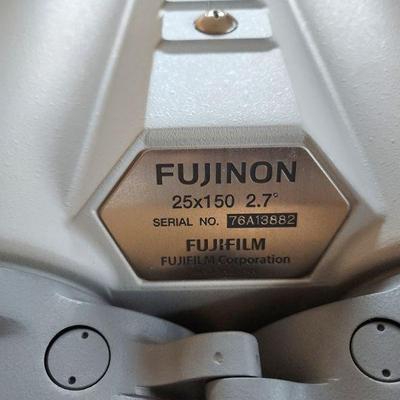 FUJINON
25x150 2.7°
SERIAL NO. 76A13882
FUJIFILM
FUJIFILM Corporation